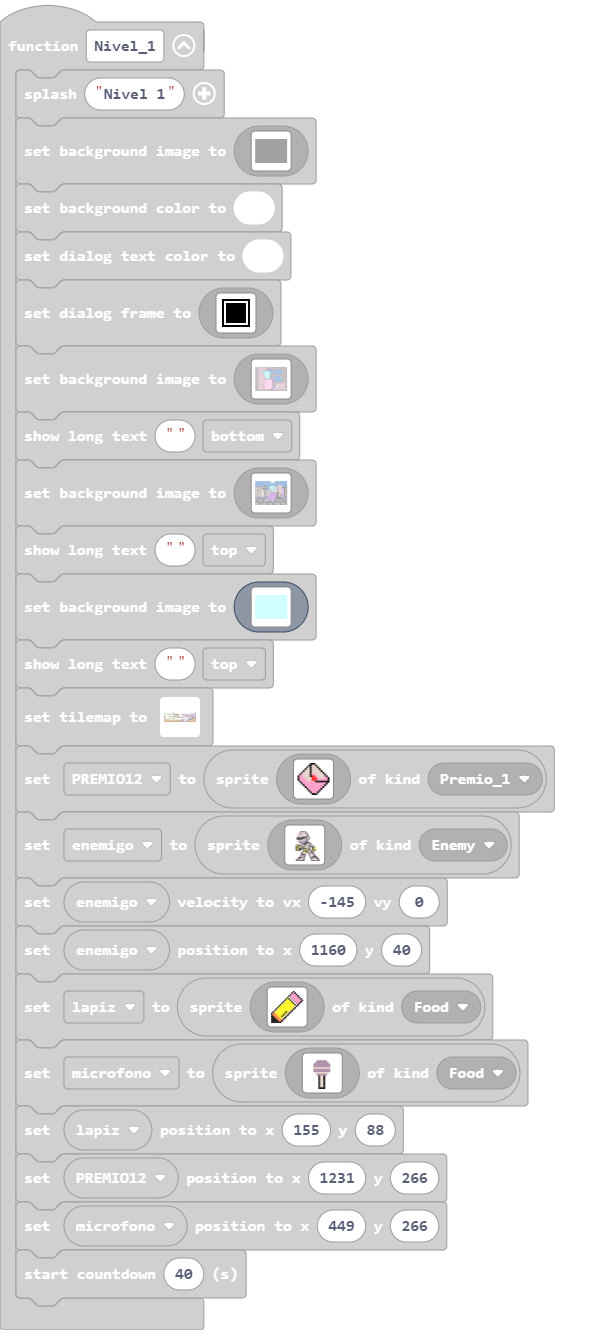 function Nivel_1
splash "Nivel 1"
set background image to
set background color to
set dialog text color to
set dialog frame to
set background image to
show long text " " bottom
set background image to
show long text " " top
set background image to
show long text " " top
set tilemap to
set PREMIO12 to sprite of kind Premio_1
set enemigo to sprite of kind Enemy
set enemigo velocity to vx -145 vy 0
set enemigo position to x 1160 y 40
set lapiz to sprite of kind Food
set microfono to sprite of kind Food
set lapiz position to x 155 y 88
set PREMIO12 position to x 1231 y 266
set microfono position to x 449 y 266
start countdown 40 (s)